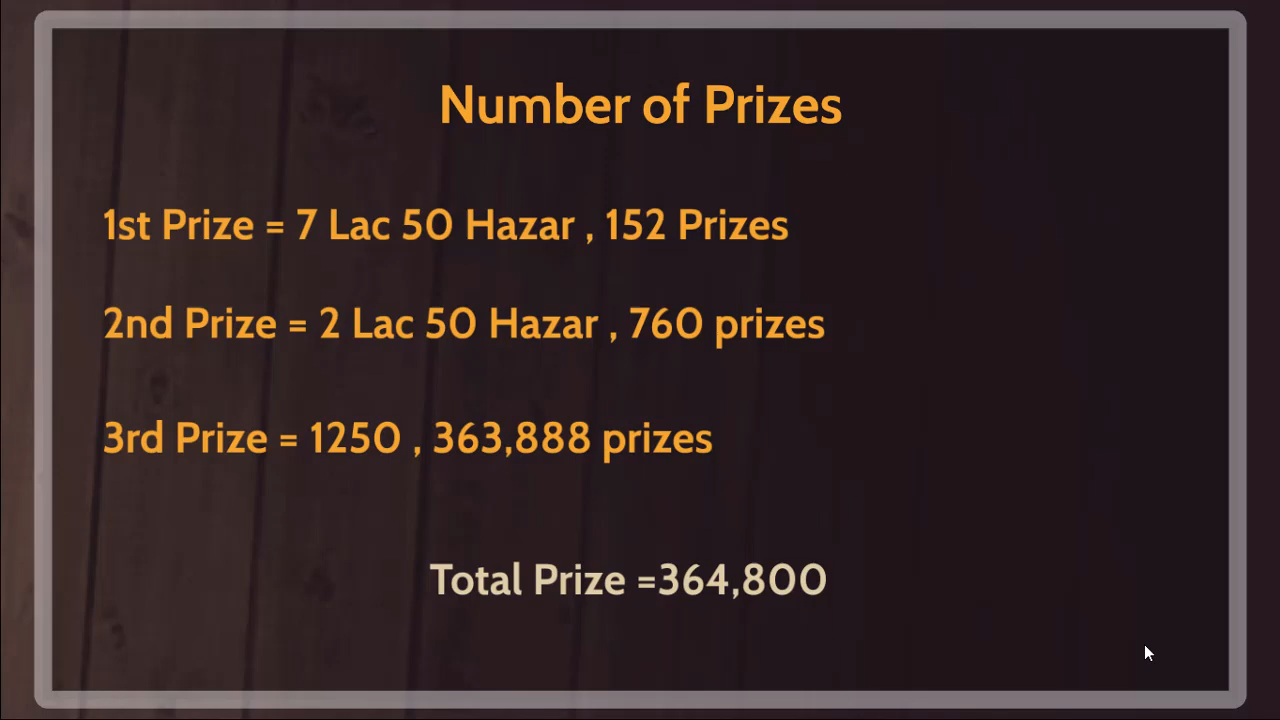 Number of Prizes
1st Prize = 7 Lac 50 Hazar , 152 Prizes
2nd Prize = 2 Lac 50 Hazar , 760 prizes
3rd Prize = 1250 , 363,888 prizes
Total Prize =364,800